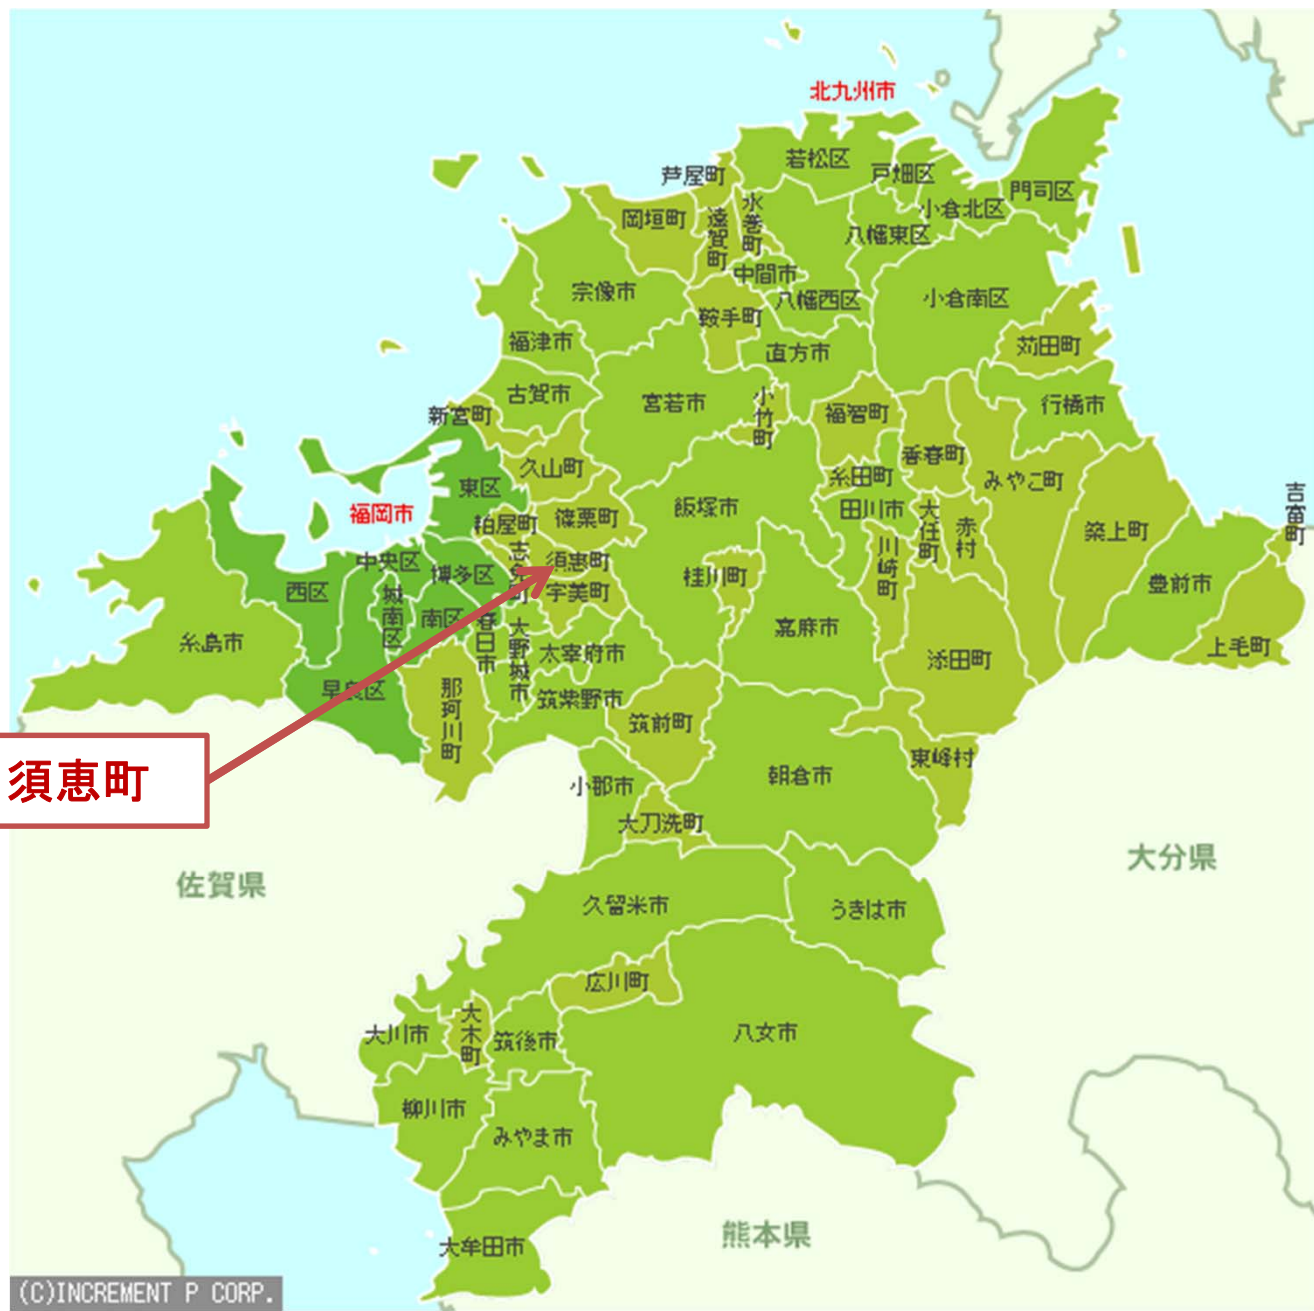 北九州市
若松区
芦屋町
戸畑区
門司区
小倉北区
岡垣町
遠賀町
水巻町
八幡東区
中間市
宗像市
八幡西区
小倉南区
鞍手町
福津市
直方市
苅田町
古賀市
宮若市
小竹町
福智町
行橋市
新宮町
香春町
久山町
糸田町
みやこ町
東区
飯塚市
田川市
大任町
赤村
吉富町
福岡市
粕屋町
篠栗町
築上町
志免町
須恵町
川崎町
中央区
博多区
桂川町
豊前市
西区
城南区
南区
宇美町
春日市
大野城市
嘉麻市
糸島市
太宰府市
添田町
上毛町
早良区
那珂川町
筑紫野市
筑前町
東峰村
須恵町
小郡市
朝倉市
大刀洗町
佐賀県
大分県
久留米市
うきは市
広川町
大川市
大木町
筑後市
八女市
柳川市
みやま市
熊本県
大牟田市
(C)INCREMENT P CORP.